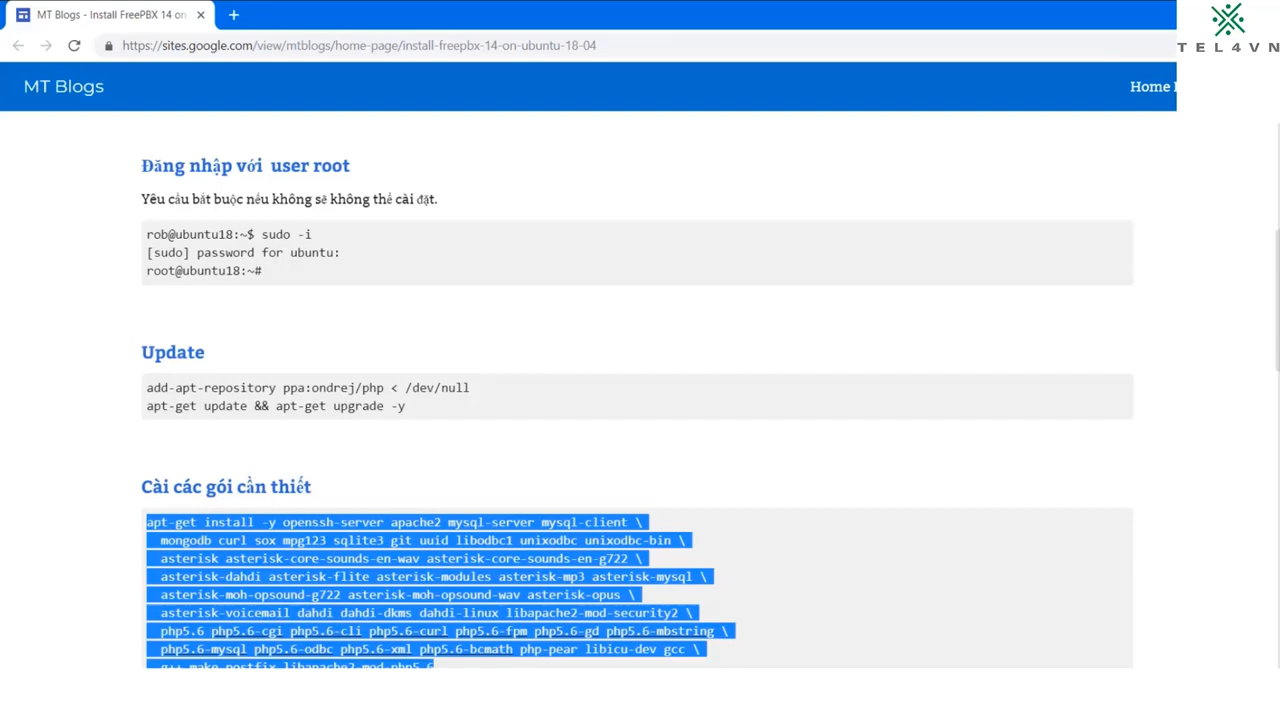 MT Blogs - Install FreePBX 14 on
https://sites.google.com/view/mtblogs/home-page/install-freepbx-14-on-ubuntu-18-04
TEL4VN
MT Blogs
Home
Đăng nhập với user root
Yêu cầu bắt buộc nếu không sẽ không thể cài đặt.
rob@ubuntu18:~$ sudo -i
[sudo] password for ubuntu:
root@ubuntu18:~#
Update
add-apt-repository ppa:ondrej/php < /dev/null
apt-get update && apt-get upgrade -y
Cài các gói cần thiết
apt-get install -y openssh-server apache2 mysql-server mysql-client \
mongodb curl sox mpg123 sqlite3 git uuid libodbc1 unixodbc unixodbc-bin \
asterisk asterisk-core-sounds-en-wav asterisk-core-sounds-en-g722 \
asterisk-dahdi asterisk-flite asterisk-modules asterisk-mp3 asterisk-mysql \
asterisk-moh-opsound-g722 asterisk-moh-opsound-wav asterisk-opus \
asterisk-voicemail dahdi dahdi-dkms dahdi-linux libapache2-mod-security2 \
php5.6 php5.6-cgi php5.6-cli php5.6-curl php5.6-fpm php5.6-gd php5.6-mbstring \
php5.6-mysql php5.6-odbc php5.6-xml php5.6-bcmath php-pear libicu-dev gcc \
g++ make postfix libapache2-mod-php5.6